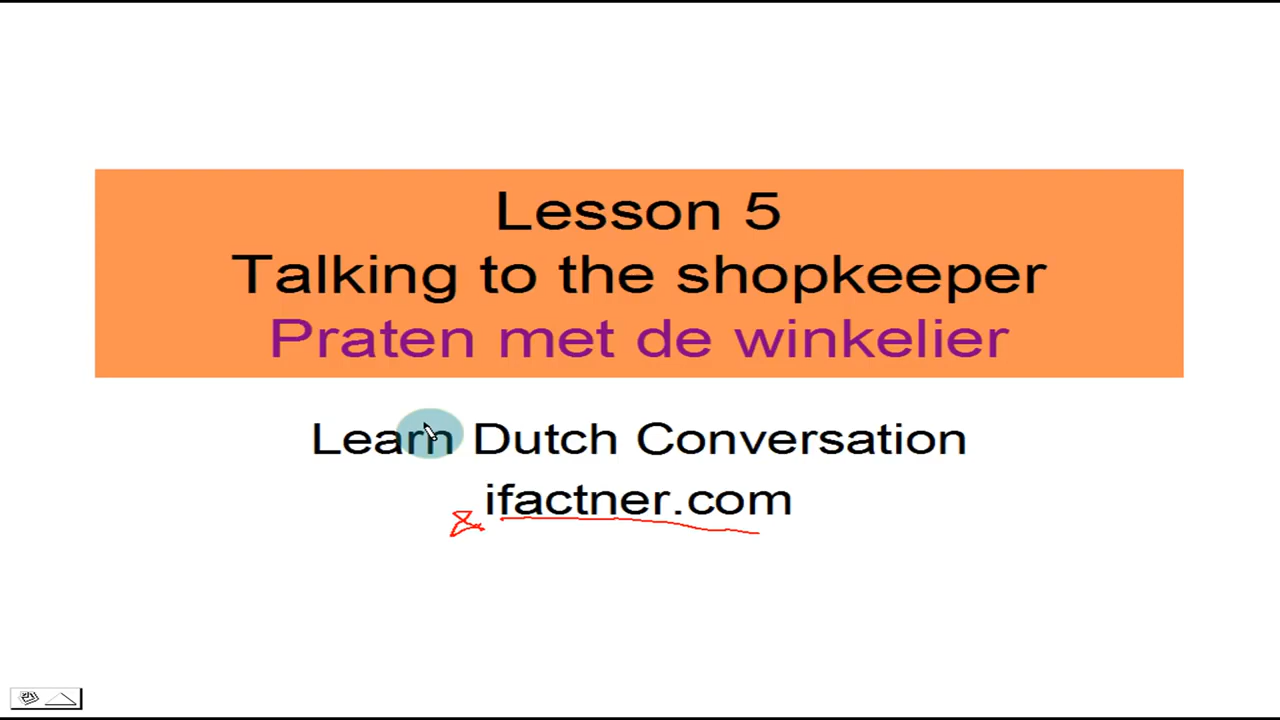 Lesson 5
Talking to the shopkeeper
Praten met de winkelier
Learn Dutch Conversation
ifactner.com